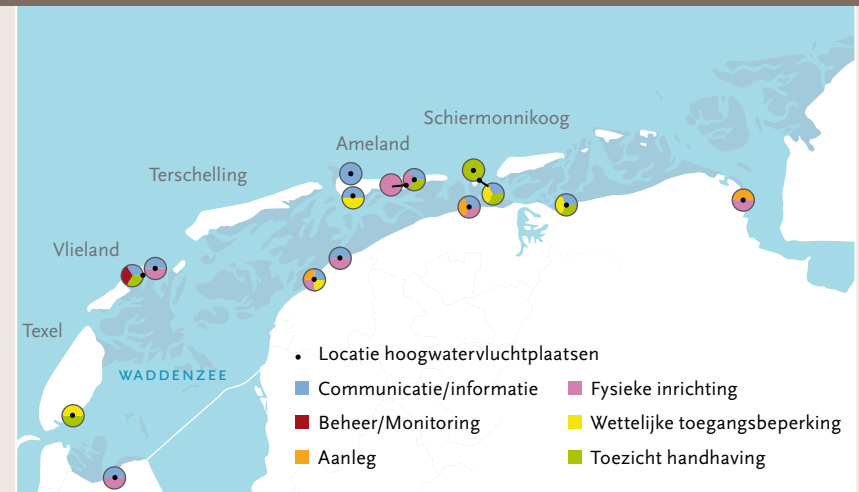 Schiermonnikoog
Ameland
Terschelling
Vlieland
Texel
WADDENZEE
Locatie hoogwatervluchtplaatsen
Communicatie/informatie
Fysieke inrichting
Beheer/Monitoring
Wettelijke toegangsbeperking
Aanleg
Toezicht handhaving